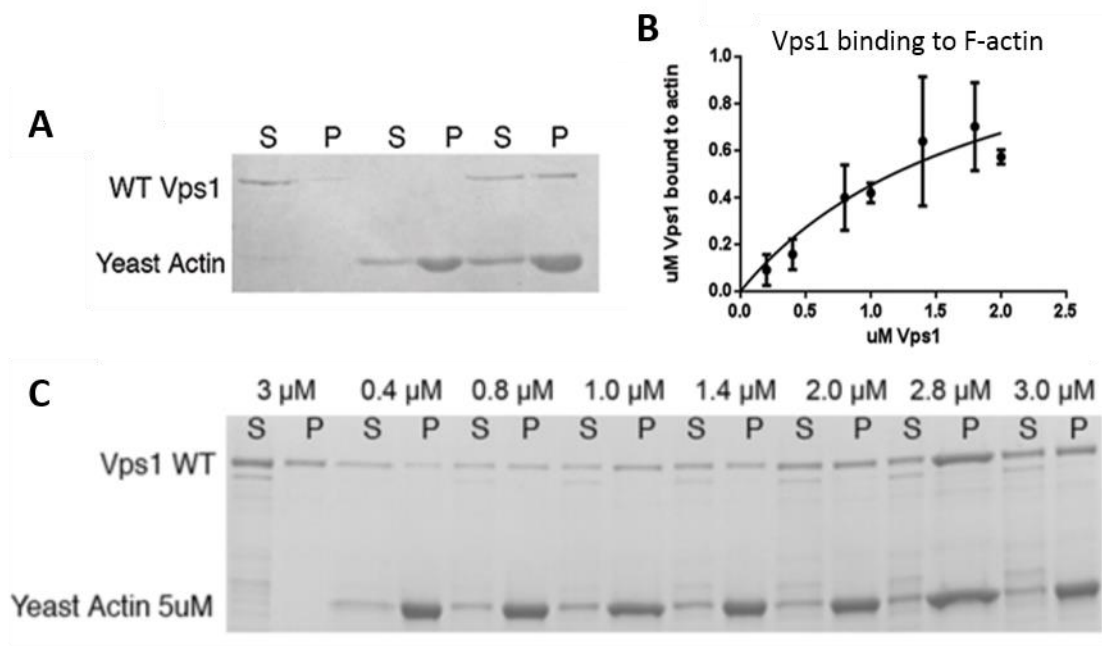 A
S P S P S P
WT Vps1
Yeast Actin
B
Vps1 binding to F-actin
uM Vps1 bound to actin
1.0
0.8
0.6
0.4
0.2
0.0
0.0 0.5 1.0 1.5 2.0 2.5
uM Vps1
C
3 µM 0.4 µM 0.8 µM 1.0 µM 1.4 µM 2.0 µM 2.8 µM 3.0 µM
S P S P S P S P S P S P S P S P
Vps1 WT
Yeast Actin 5uM